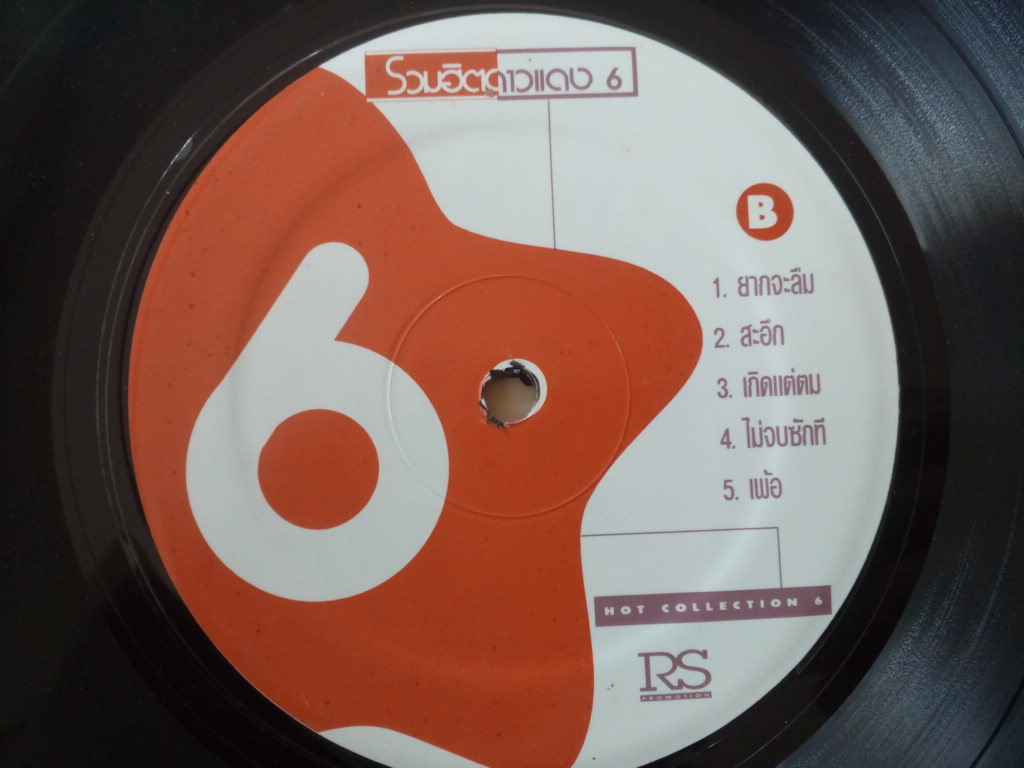 รวมฮิตดาวแดง 6
B
1. ยากจะลืม
2. สะอึก
3. เกิดแต่ตม
4. ไม่จบซักที
5. เพ้อ
6
HOT COLLECTION 6
RS
PROMOTION